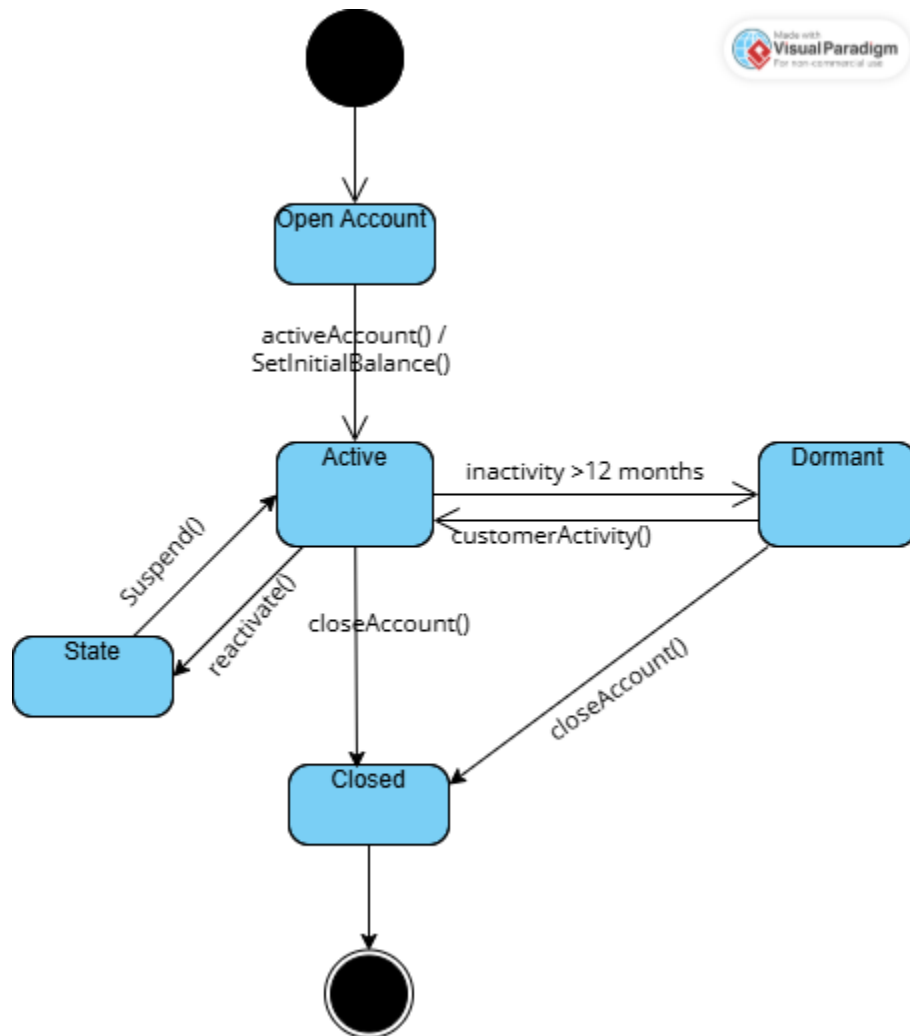 Made with
Visual Paradigm
For non-commercial use
Open Account
activeAccount() /
SetInitialBalance()
Active
inactivity >12 months
Dormant
customerActivity()
Suspend()
reactivate()
closeAccount()
State
closeAccount()
Closed